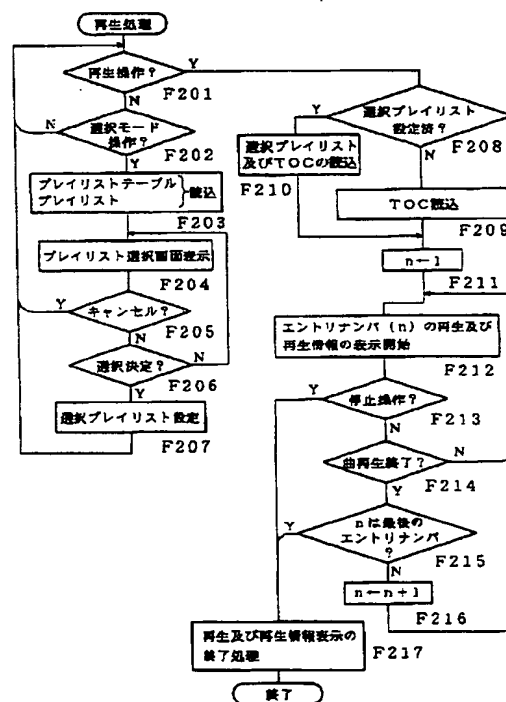 再生処理
再生操作?
Y
N
F201
選択モード
操作?
N
F202
Y
プレイリストテーブル
プレイリスト
読込
F203
プレイリスト選択画面表示
F204
Y
キャンセル?
F205
N
選択決定?
N
F206
Y
選択プレイリスト設定
F207
選択プレイリスト
設定済?
Y
F208
N
選択プレイリスト
及びTOCの読込
F210
TOC読込
F209
n←1
F211
エントリナンバ(n)の再生及び
再生情報の表示開始
F212
Y
停止操作?
F213
N
曲再生終了?
N
F214
Y
nは最後の
エントリナンバ
?
Y
F215
N
n←n+1
F216
再生及び再生情報表示の
終了処理
F217
終了